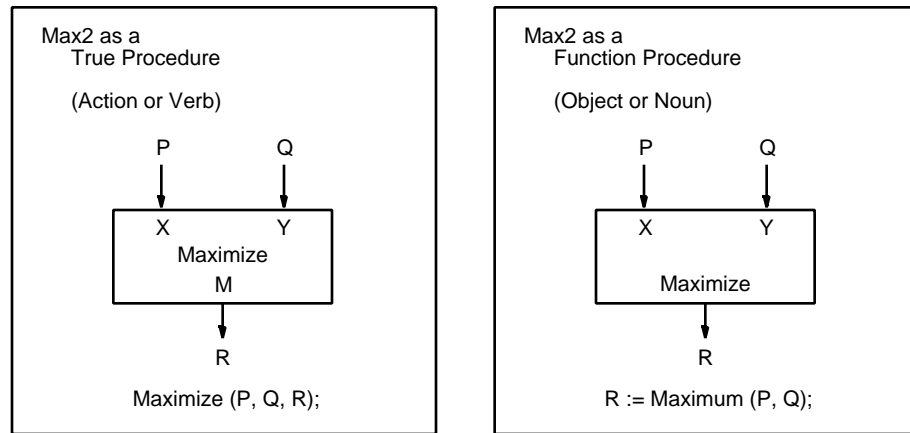 Max2 as a
True Procedure
(Action or Verb)
P Q
X Y
Maximize
M
R
Maximize (P, Q, R);
Max2 as a
Function Procedure
(Object or Noun)
P Q
X Y
Maximize
R
R := Maximum (P, Q);